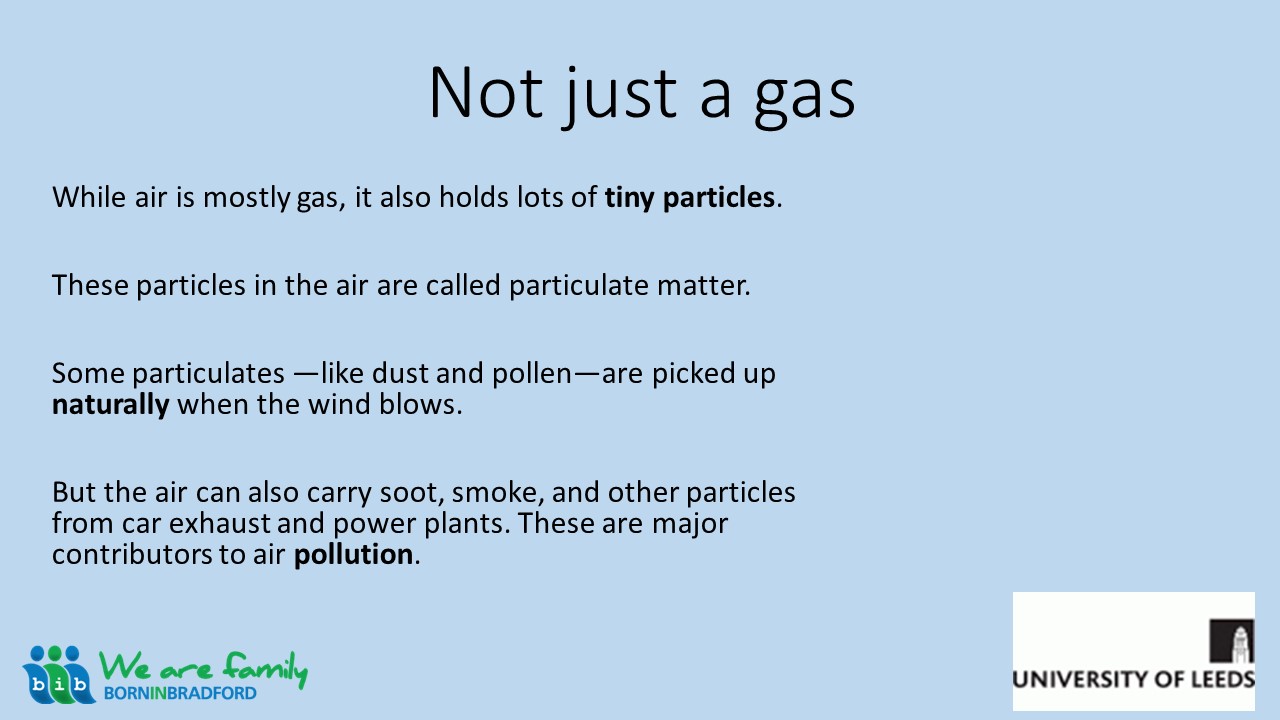 Not just a gas
While air is mostly gas, it also holds lots of tiny particles.
These particles in the air are called particulate matter.
Some particulates —like dust and pollen—are picked up
naturally when the wind blows.
But the air can also carry soot, smoke, and other particles
from car exhaust and power plants. These are major
contributors to air pollution.
bib We are family
BORNINBRADFORD
UNIVERSITY OF LEEDS